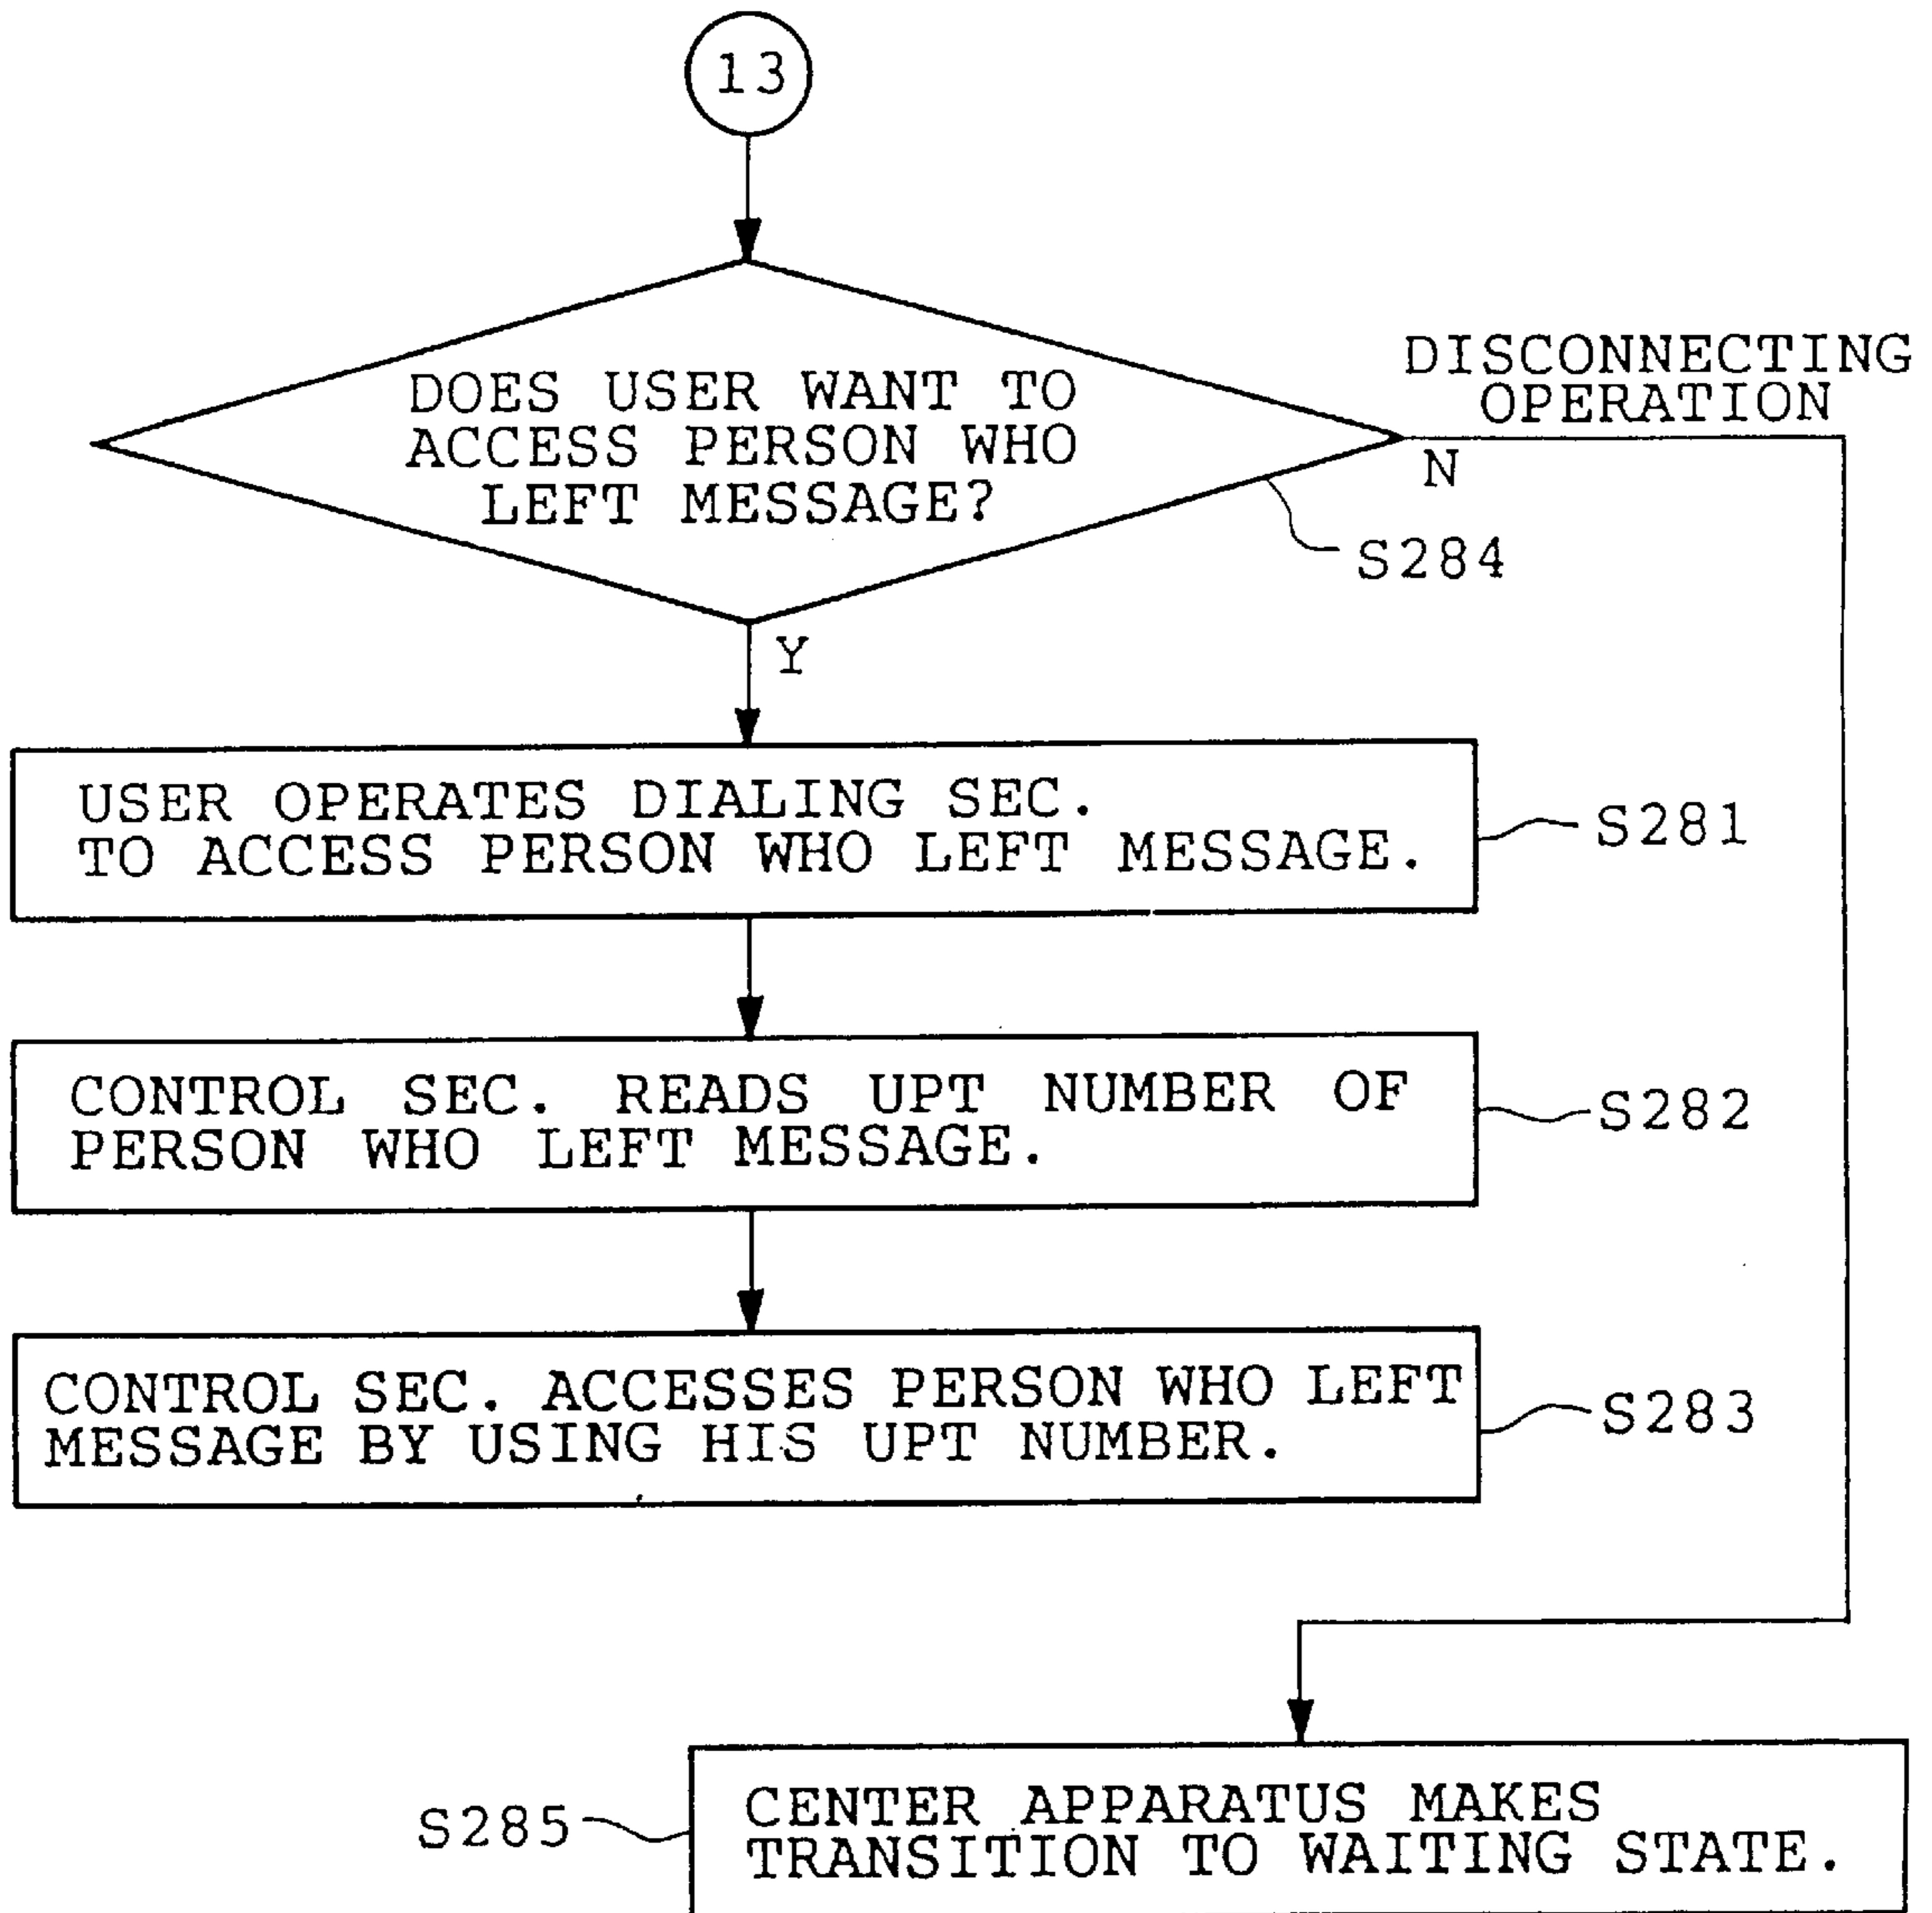 13
DOES USER WANT TO
ACCESS PERSON WHO
LEFT MESSAGE?
DISCONNECTING
OPERATION
N
S284
Y
USER OPERATES DIALING SEC.
TO ACCESS PERSON WHO LEFT MESSAGE.
S281
CONTROL SEC. READS UPT NUMBER OF
PERSON WHO LEFT MESSAGE.
S282
CONTROL SEC. ACCESSES PERSON WHO LEFT
MESSAGE BY USING HIS UPT NUMBER.
S283
S285
CENTER APPARATUS MAKES
TRANSITION TO WAITING STATE.